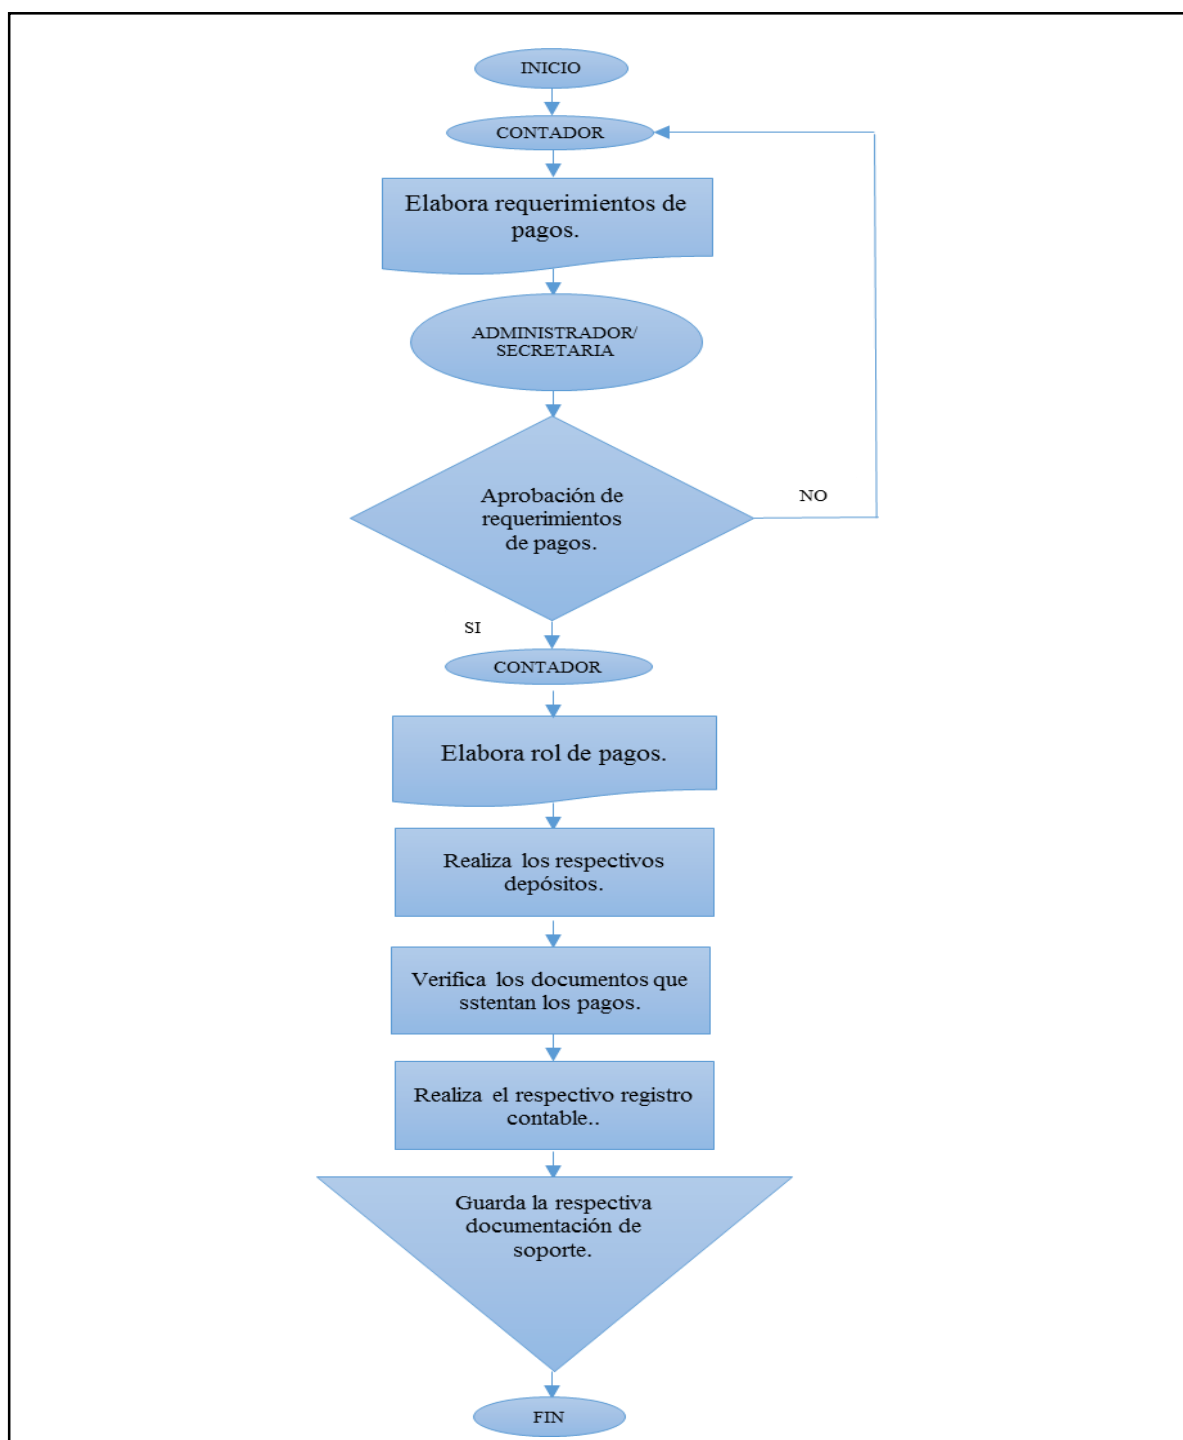 INICIO
CONTADOR
Elabora requerimientos de
pagos.
ADMINISTRADOR/
SECRETARIA
Aprobación de
requerimientos
de pagos.
NO
SI
CONTADOR
Elabora rol de pagos.
Realiza los respectivos
depósitos.
Verifica los documentos que
sstentan los pagos.
Realiza el respectivo registro
contable..
Guarda la respectiva
documentación de
soporte.
FIN